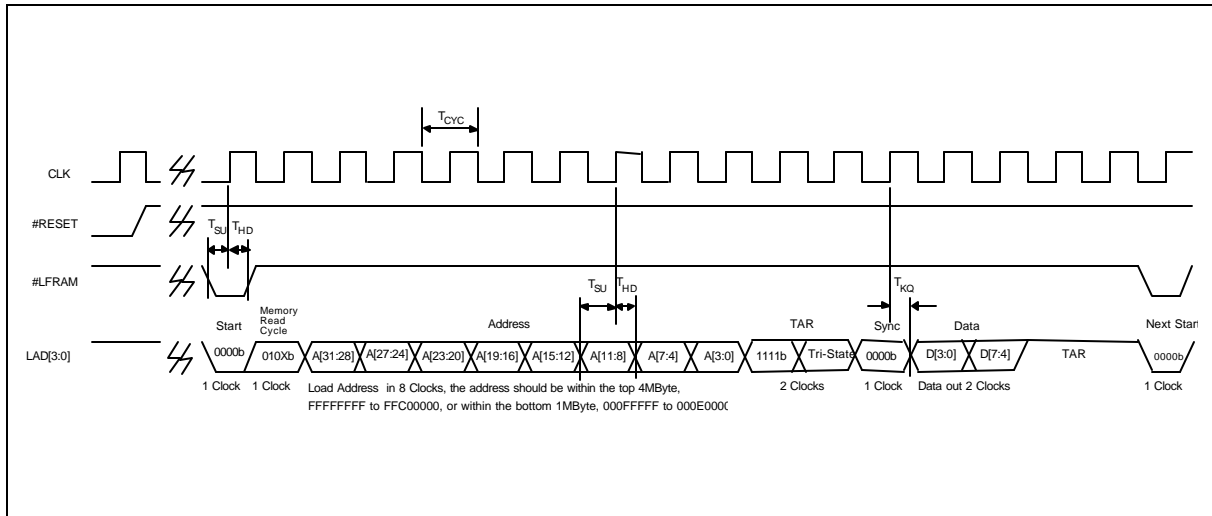 TCYC
CLK
#RESET
TSU THD
#LFRAM
TSU THD
TKQ
Start
Memory
Read
Cycle
Address
TAR
Sync
Data
Next Start
LAD[3:0]
0000b 010Xb A[31:28] A[27:24] A[23:20] A[19:16] A[15:12] A[11:8] A[7:4] A[3:0] 1111b Tri-State 0000b D[3:0] D[7:4] TAR 0000b
1 Clock 1 Clock Load Address in 8 Clocks, the address should be within the top 4MByte, 2 Clocks 1 Clock Data out 2 Clocks 1 Clock
FFFFFFFF to FFC00000, or within the bottom 1MByte, 000FFFFF to 000E0000